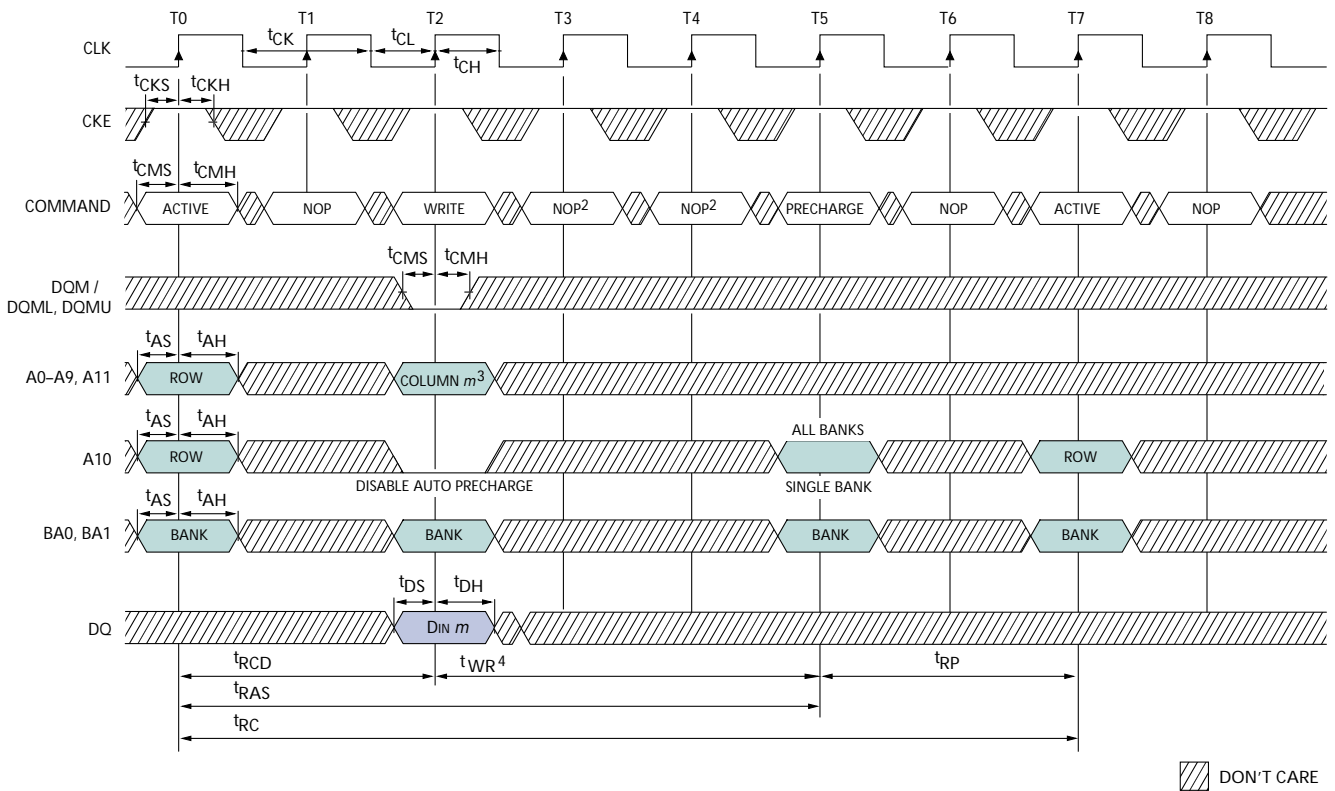 T0 T1 T2 T3 T4 T5 T6 T7 T8
CLK tCK tCL tCH
tCKS tCKH
CKE
tCMS tCMH
COMMAND ACTIVE NOP WRITE NOP2 NOP2 PRECHARGE NOP ACTIVE NOP
tCMS tCMH
DQM /
DQML, DQMU
tAS tAH
A0–A9, A11 ROW COLUMN m3
tAS tAH ALL BANKS
A10 ROW ROW
DISABLE AUTO PRECHARGE SINGLE BANK
tAS tAH
BA0, BA1 BANK BANK BANK BANK
tDS tDH
DQ DIN m
tRCD tWR4 tRP
tRAS
tRC
DON'T CARE